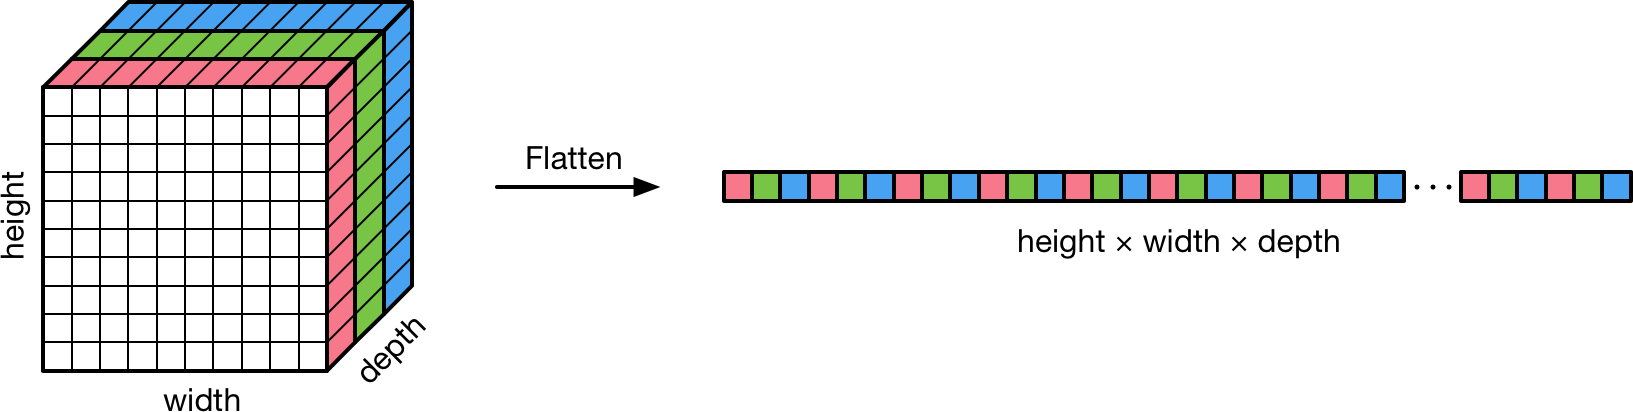 height
width
depth
Flatten
height × width × depth